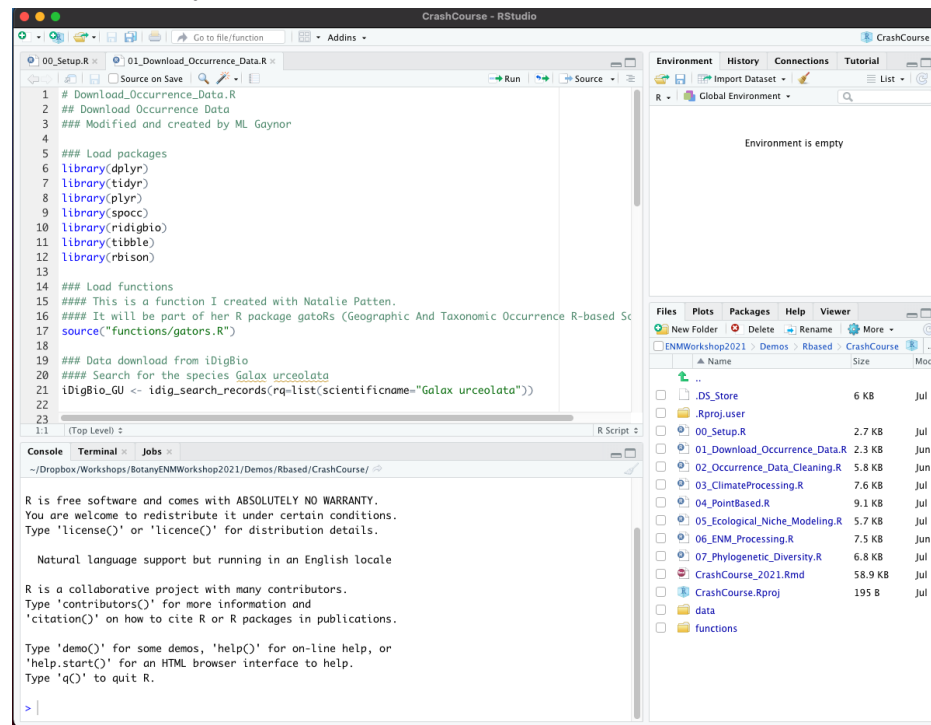 CrashCourse - RStudio
Go to file/function
Addins
CrashCourse
00_Setup.R
01_Download_Occurrence_Data.R
Source on Save
Run
Source
1 # Download_Occurrence_Data.R
2 ## Download Occurrence Data
3 ### Modified and created by ML Gaynor
4
5 ### Load packages
6 library(dplyr)
7 library(tidyr)
8 library(plyr)
9 library(spocc)
10 library(ridigbio)
11 library(tibble)
12 library(rbison)
13
14 ### Load functions
15 #### This is a function I created with Natalie Patten.
16 #### It will be part of her R package gatoRs (Geographic And Taxonomic Occurrence R-based Sc
17 source("functions/gators.R")
18
19 ### Data download from iDigBio
20 #### Search for the species Galax urceolata
21 iDigBio_GU <- idig_search_records(rq=list(scientificname="Galax urceolata"))
22
23
1:1 (Top Level) R Script
Console Terminal Jobs
~/Dropbox/Workshops/BotanyENMWorkshop2021/Demos/Rbased/CrashCourse/
R is free software and comes with ABSOLUTELY NO WARRANTY.
You are welcome to redistribute it under certain conditions.
Type 'license()' or 'licence()' for distribution details.
Natural language support but running in an English locale
R is a collaborative project with many contributors.
Type 'contributors()' for more information and
'citation()' on how to cite R or R packages in publications.
Type 'demo()' for some demos, 'help()' for on-line help, or
'help.start()' for an HTML browser interface to help.
Type 'q()' to quit R.
>
Environment History Connections Tutorial
Import Dataset List
R Global Environment
Environment is empty
Files Plots Packages Help Viewer
New Folder Delete Rename More
ENMWorkshop2021 > Demos > Rbased > CrashCourse ...
Name Size Mod
..
.DS_Store 6 KB Jul
.Rproj.user
00_Setup.R 2.7 KB Jul
01_Download_Occurrence_Data.R 2.3 KB Jun
02_Occurrence_Data_Cleaning.R 5.8 KB Jun
03_ClimateProcessing.R 7.6 KB Jul
04_PointBased.R 9.1 KB Jul
05_Ecological_Niche_Modeling.R 5.7 KB Jul
06_ENM_Processing.R 7.5 KB Jun
07_Phylogenetic_Diversity.R 6.8 KB Jul
CrashCourse_2021.Rmd 58.9 KB Jul
CrashCourse.Rproj 195 B Jul
data
functions